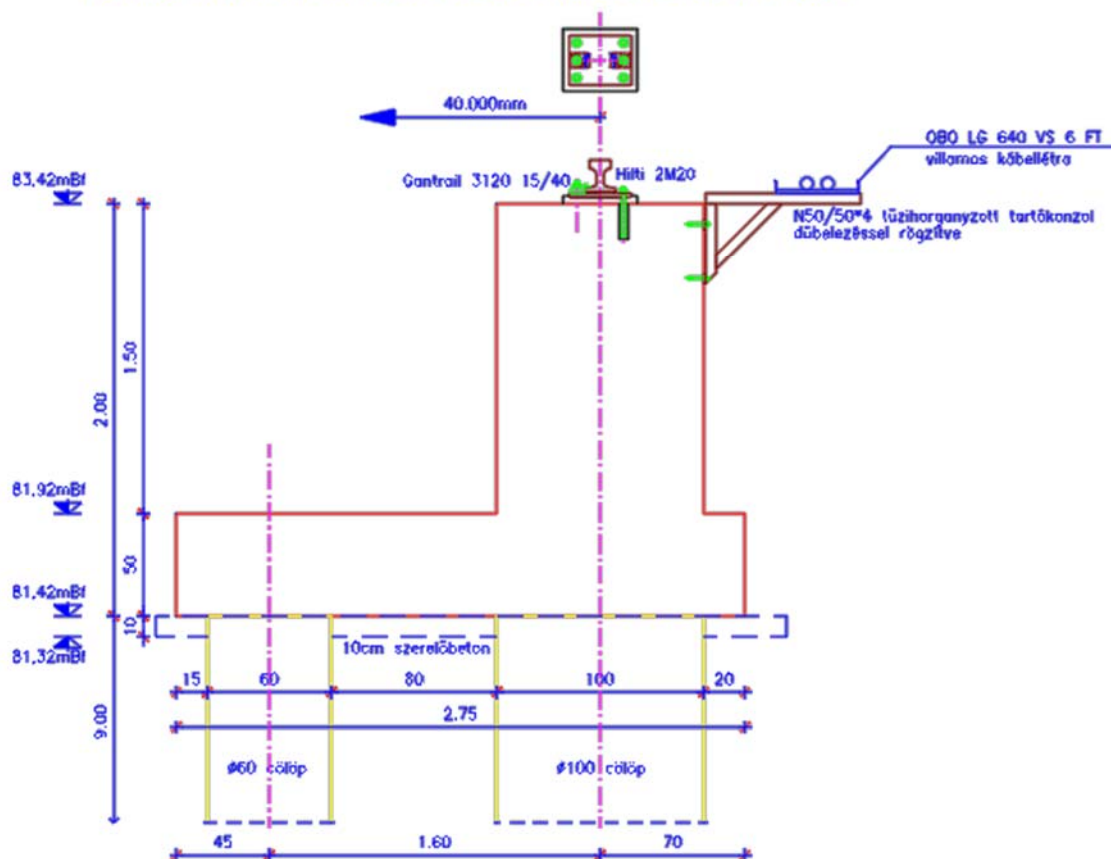 40.000mm
OBO LG 640 VS 6 FT
villamos kábellétra
83,42mBf
Gantrail 3120 15/40
Hilti 2M20
N50/50*4 tüzihorganyzott tartókonzol
dübelezéssel rögzítve
1.50
2.00
81,92mBf
50
81,42mBf
10
81,32mBf
10cm szerelőbeton
15
60
80
100
20
2.75
9.00
ø60 cölöp
ø100 cölöp
45
1.60
70